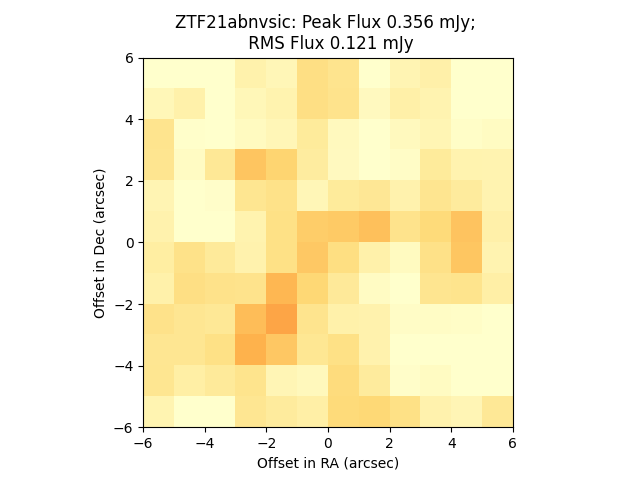 ZTF21abnvsic: Peak Flux 0.356 mJy;
RMS Flux 0.121 mJy
6
4
2
0
−2
−4
−6
Offset in Dec (arcsec)
−6 −4 −2 0 2 4 6
Offset in RA (arcsec)